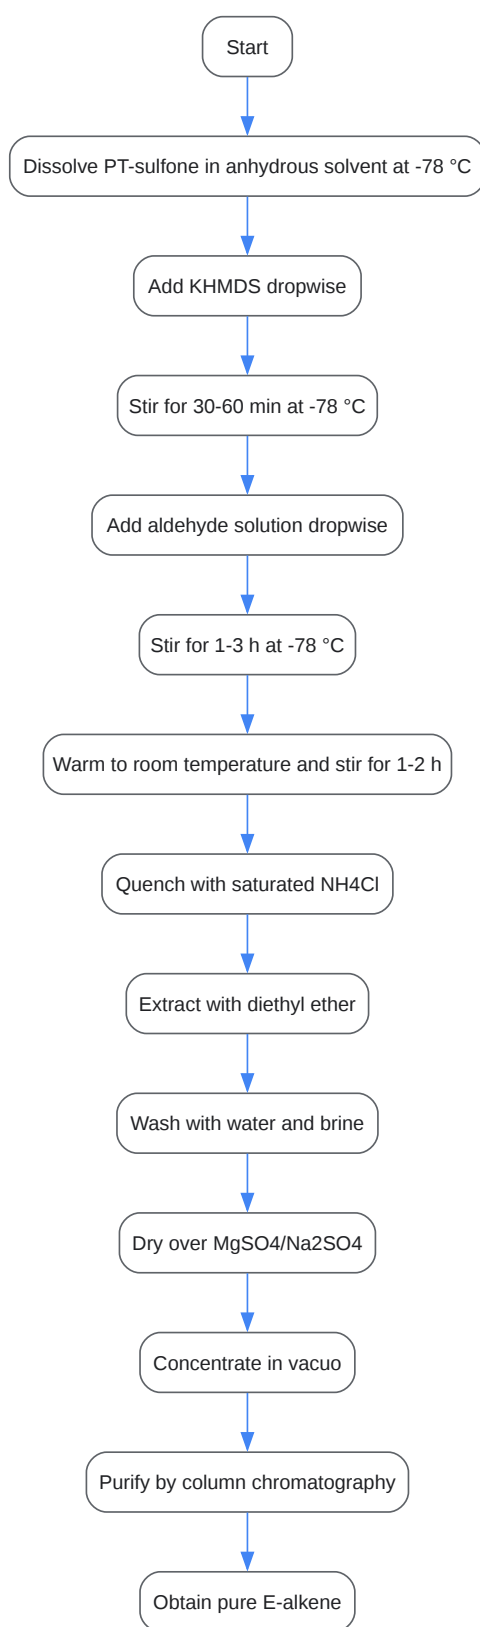 Start
Dissolve PT-sulfone in anhydrous solvent at -78 °C
Add KHMDS dropwise
Stir for 30-60 min at -78 °C
Add aldehyde solution dropwise
Stir for 1-3 h at -78 °C
Warm to room temperature and stir for 1-2 h
Quench with saturated NH4Cl
Extract with diethyl ether
Wash with water and brine
Dry over MgSO4/Na2SO4
Concentrate in vacuo
Purify by column chromatography
Obtain pure E-alkene